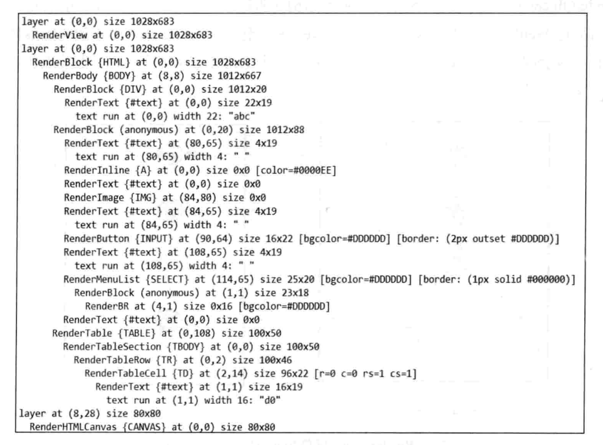 layer at (0,0) size 1028x683
RenderView at (0,0) size 1028x683
layer at (0,0) size 1028x683
RenderBlock {HTML} at (0,0) size 1028x683
RenderBody {BODY} at (8,8) size 1012x667
RenderBlock {DIV} at (0,0) size 1012x20
RenderText {#text} at (0,0) size 22x19
text run at (0,0) width 22: "abc"
RenderBlock (anonymous) at (0,20) size 1012x88
RenderText {#text} at (80,65) size 4x19
text run at (80,65) width 4: " "
RenderInline {A} at (0,0) size 0x0 [color=#0000EE]
RenderText {#text} at (0,0) size 0x0
RenderImage {IMG} at (84,80) size 0x0
RenderText {#text} at (84,65) size 4x19
text run at (84,65) width 4: " "
RenderButton {INPUT} at (90,64) size 16x22 [bgcolor=#DDDDDD] [border: (2px outset #DDDDDD)]
RenderText {#text} at (108,65) size 4x19
text run at (108,65) width 4: " "
RenderMenuList {SELECT} at (114,65) size 25x20 [bgcolor=#DDDDDD] [border: (1px solid #000000)]
RenderBlock (anonymous) at (1,1) size 23x18
RenderBR at (4,1) size 0x16 [bgcolor=#DDDDDD]
RenderText {#text} at (0,0) size 0x0
RenderTable {TABLE} at (0,108) size 100x50
RenderTableSection {TBODY} at (0,0) size 100x50
RenderTableRow {TR} at (0,2) size 100x46
RenderTableCell {TD} at (2,14) size 96x22 [r=0 c=0 rs=1 cs=1]
RenderText {#text} at (1,1) size 16x19
text run at (1,1) width 16: "d0"
layer at (8,28) size 80x80
RenderHTMLCanvas {CANVAS} at (0,0) size 80x80